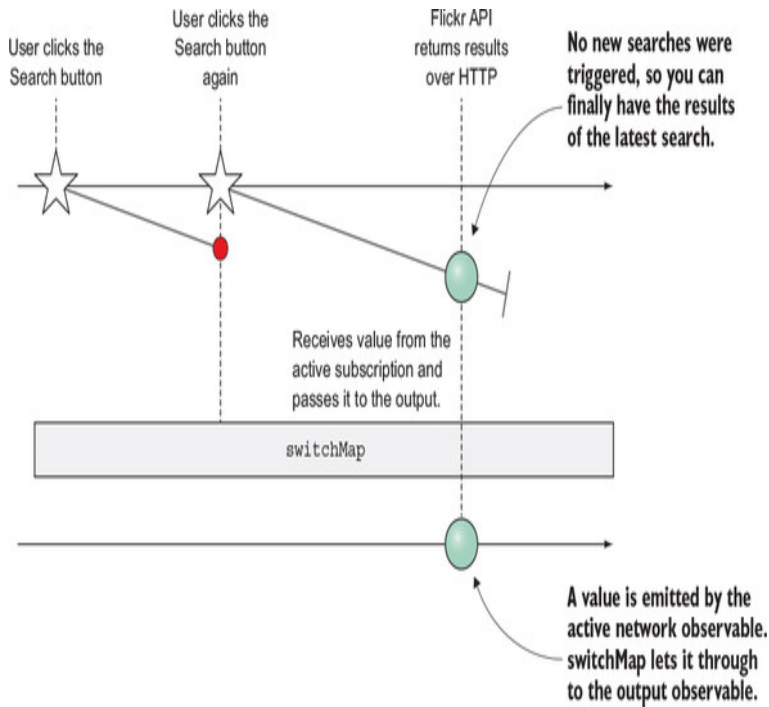 User clicks the
Search button
User clicks the
Search button
again
Flickr API
returns results
over HTTP
No new searches were
triggered, so you can
finally have the results
of the latest search.
Receives value from the
active subscription and
passes it to the output.
switchMap
A value is emitted by the
active network observable.
switchMap lets it through
to the output observable.